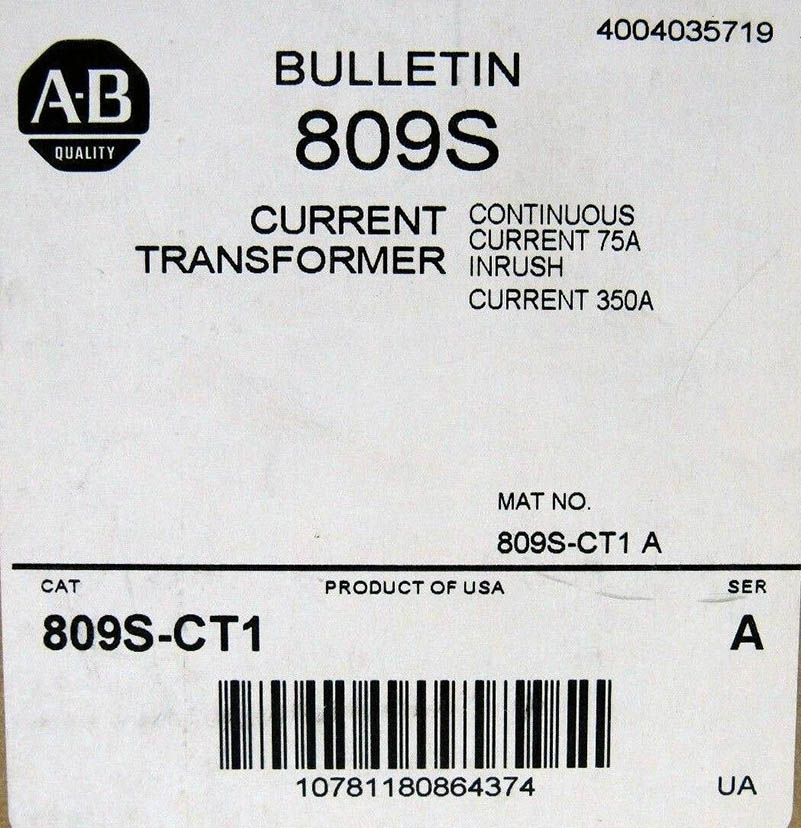 4004035719
A-B
QUALITY
BULLETIN
809S
CURRENT
TRANSFORMER
CONTINUOUS
CURRENT 75A
INRUSH
CURRENT 350A
MAT NO.
809S-CT1 A
CAT
PRODUCT OF USA
SER
809S-CT1
A
10781180864374
UA